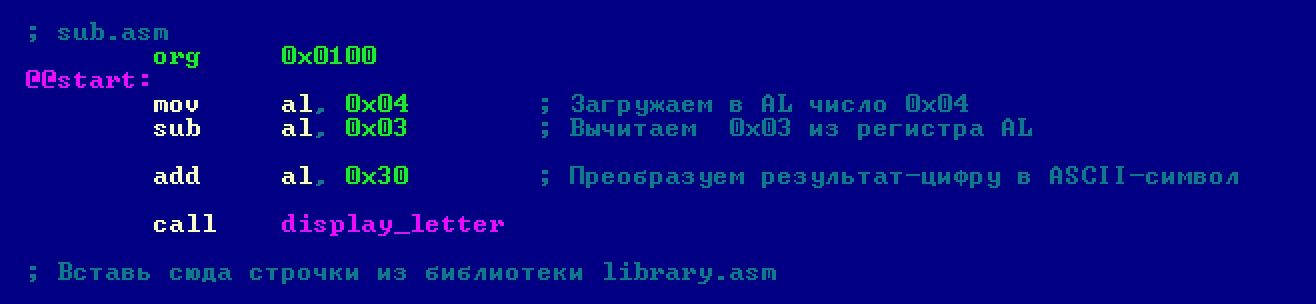 ; sub.asm
org 0x0100
@@start:
mov al, 0x04 ; Загружаем в AL число 0x04
sub al, 0x03 ; Вычитаем 0x03 из регистра AL
add al, 0x30 ; Преобразуем результат-цифру в ASCII-символ
call display_letter
; Вставь сюда строчки из библиотеки library.asm